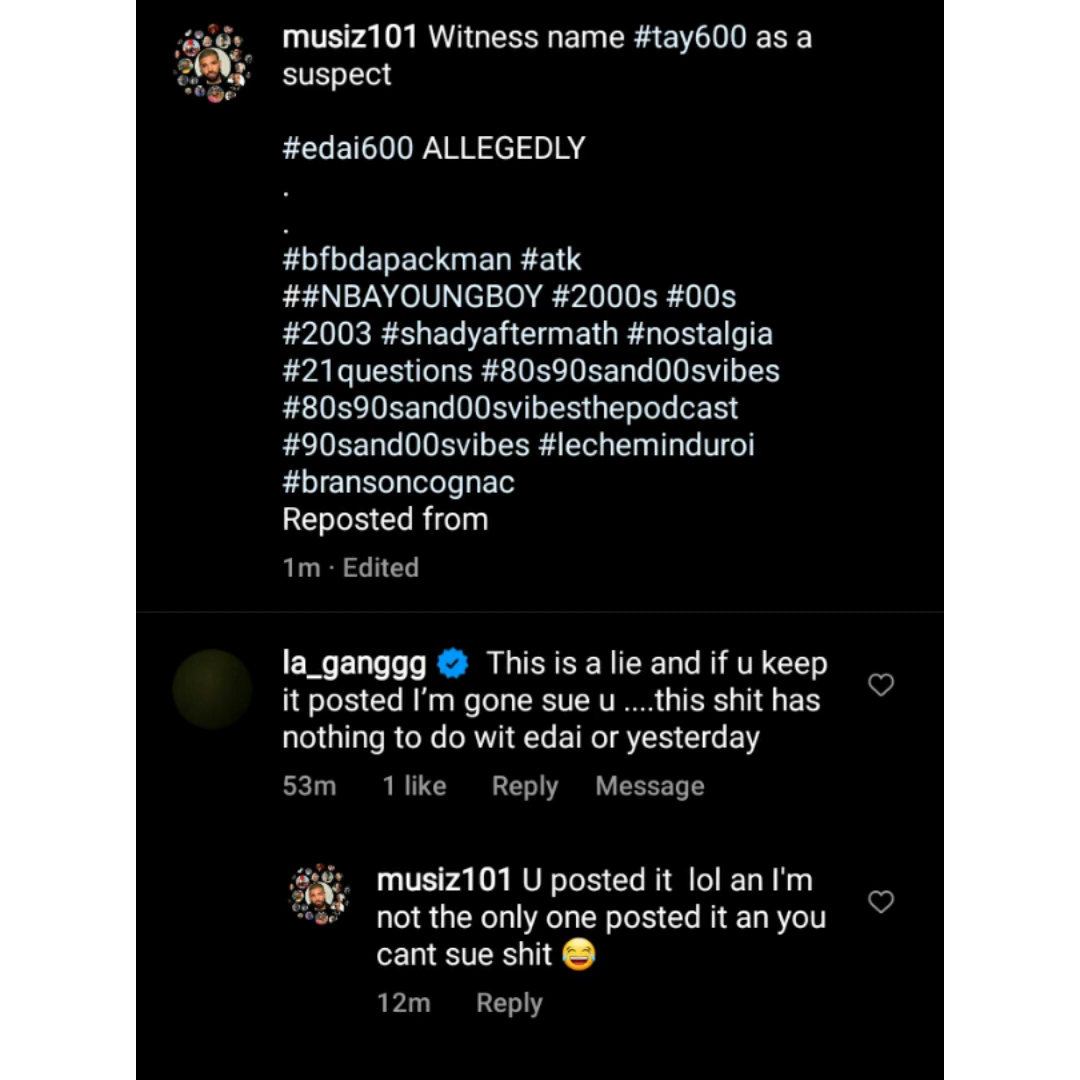 musiz101 Witness name #tay600 as a
suspect
#edai600 ALLEGEDLY
.
.
#bfbdapackman #atk
##NBAYOUNGBOY #2000s #00s
#2003 #shadyaftermath #nostalgia
#21questions #80s90sand00svibes
#80s90sand00svibesthepodcast
#90sand00svibes #lecheminduroi
#bransoncognac
Reposted from
1m · Edited
la_ganggg This is a lie and if u keep
it posted I’m gone sue u ....this shit has
nothing to do wit edai or yesterday
53m 1 like Reply Message
musiz101 U posted it lol an I'm
not the only one posted it an you
cant sue shit 😂
12m Reply